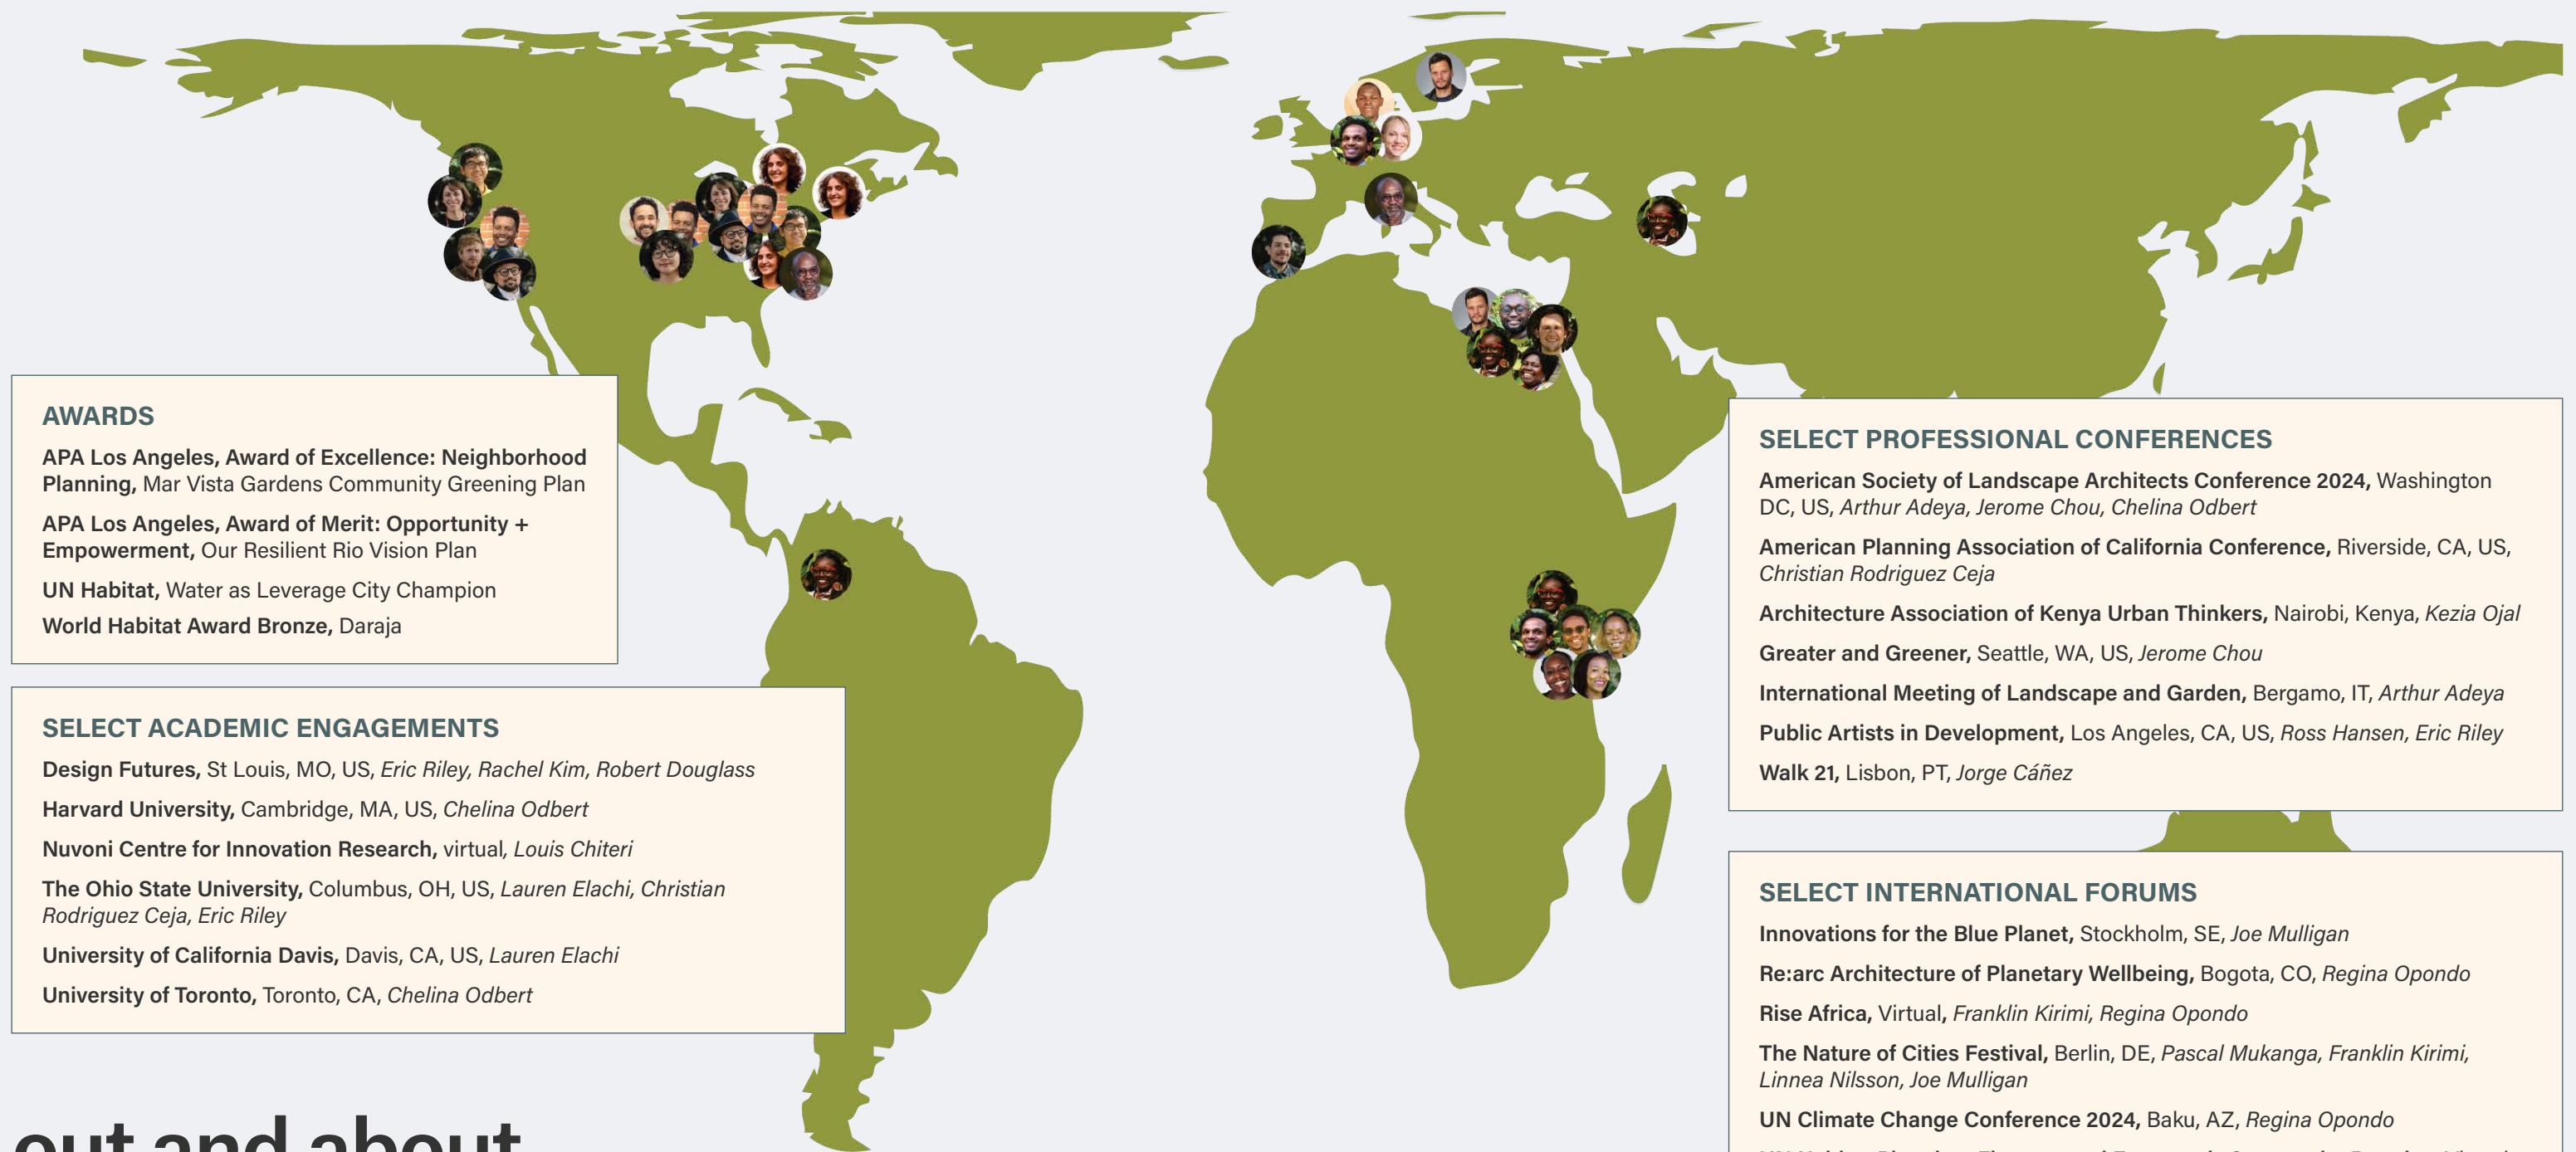 AWARDS
APA Los Angeles, Award of Excellence: Neighborhood
Planning, Mar Vista Gardens Community Greening Plan
APA Los Angeles, Award of Merit: Opportunity +
Empowerment, Our Resilient Rio Vision Plan
UN Habitat, Water as Leverage City Champion
World Habitat Award Bronze, Daraja
SELECT ACADEMIC ENGAGEMENTS
Design Futures, St Louis, MO, US, Eric Riley, Rachel Kim, Robert Douglass
Harvard University, Cambridge, MA, US, Chelina Odbert
Nuvoni Centre for Innovation Research, virtual, Louis Chiteri
The Ohio State University, Columbus, OH, US, Lauren Elachi, Christian
Rodriguez Ceja, Eric Riley
University of California Davis, Davis, CA, US, Lauren Elachi
University of Toronto, Toronto, CA, Chelina Odbert
out and about
SELECT PROFESSIONAL CONFERENCES
American Society of Landscape Architects Conference 2024, Washington
DC, US, Arthur Adeya, Jerome Chou, Chelina Odbert
American Planning Association of California Conference, Riverside, CA, US,
Christian Rodriguez Ceja
Architecture Association of Kenya Urban Thinkers, Nairobi, Kenya, Kezia Ojal
Greater and Greener, Seattle, WA, US, Jerome Chou
International Meeting of Landscape and Garden, Bergamo, IT, Arthur Adeya
Public Artists in Development, Los Angeles, CA, US, Ross Hansen, Eric Riley
Walk 21, Lisbon, PT, Jorge Cáñez
SELECT INTERNATIONAL FORUMS
Innovations for the Blue Planet, Stockholm, SE, Joe Mulligan
Re:arc Architecture of Planetary Wellbeing, Bogota, CO, Regina Opondo
Rise Africa, Virtual, Franklin Kirimi, Regina Opondo
The Nature of Cities Festival, Berlin, DE, Pascal Mukanga, Franklin Kirimi,
Linnea Nilsson, Joe Mulligan
UN Climate Change Conference 2024, Baku, AZ, Regina Opondo